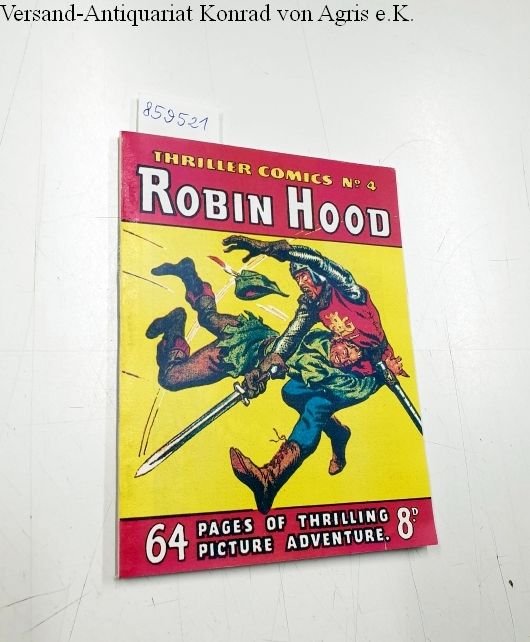 Versand-Antiquariat Konrad von Agris e.K.
859521
THRILLER COMICS Nº 4
ROBIN HOOD
64 PAGES OF THRILLING
PICTURE ADVENTURE. 8ᴰ.